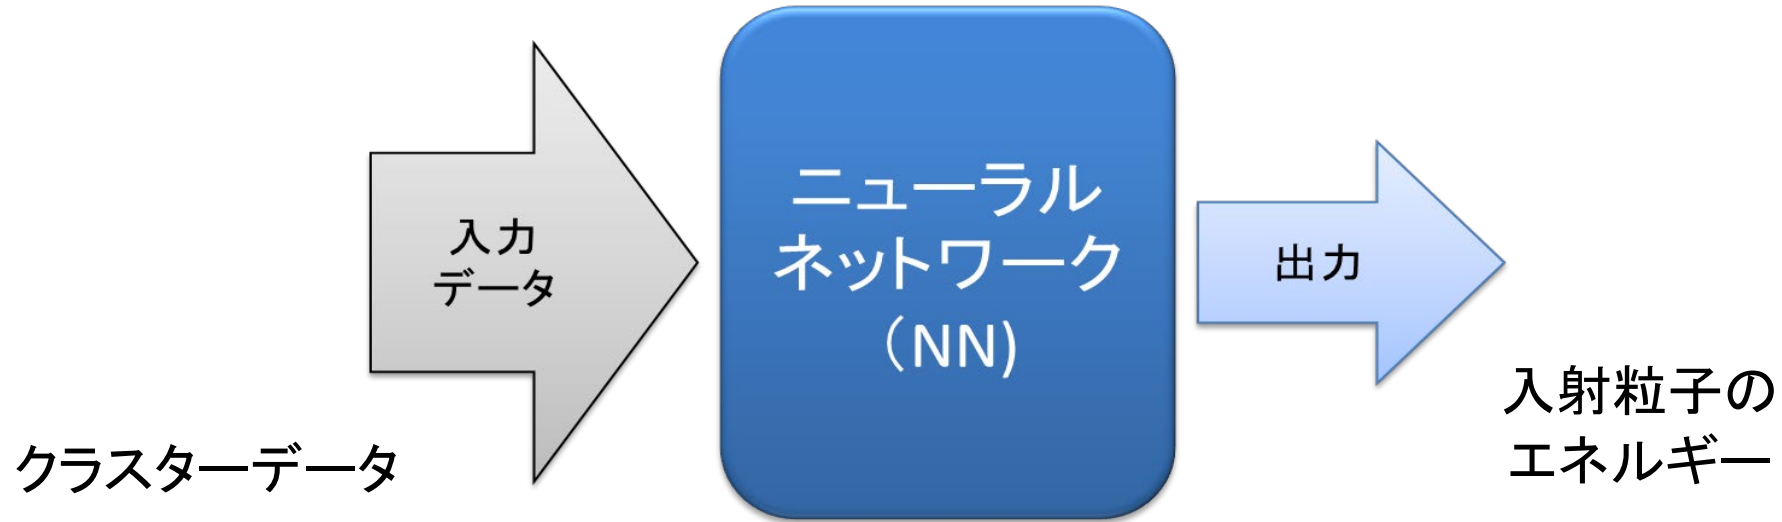 入力
データ
クラスターデータ
ニューラル
ネットワーク
（NN)
出力
入射粒子の
エネルギー